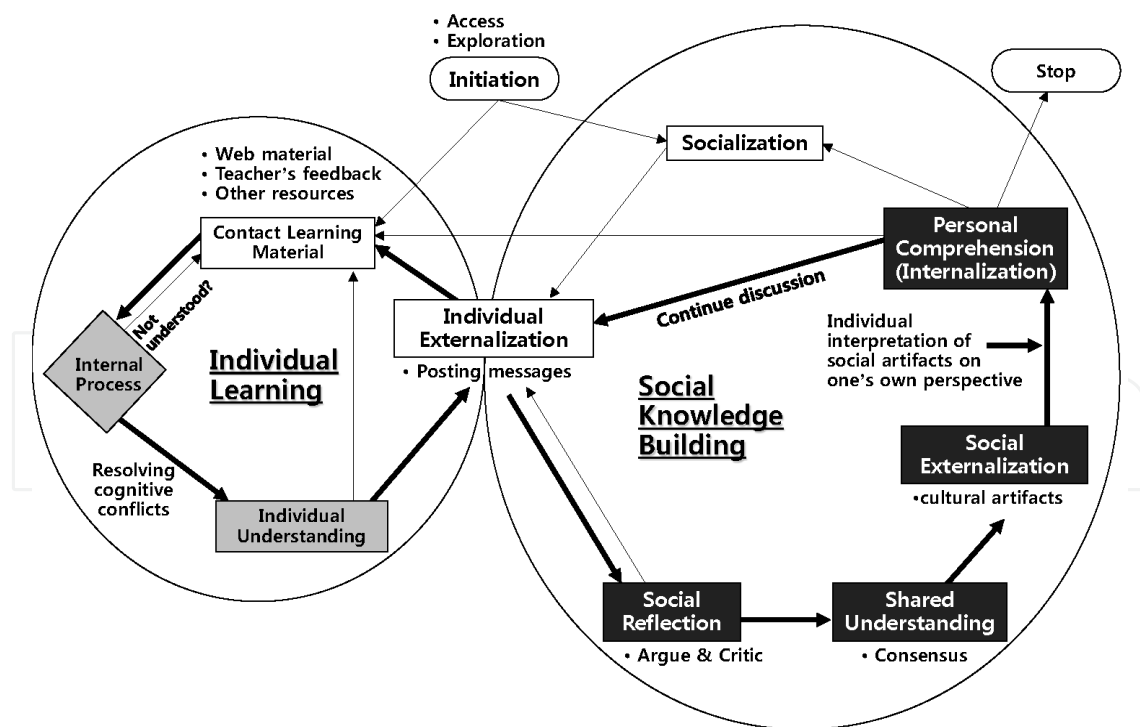 • Access
• Exploration
Initiation
Stop
Socialization
• Web material
• Teacher's feedback
• Other resources
Contact Learning
Material
Personal
Comprehension
(Internalization)
Not
understood?
Individual
Externalization
• Posting messages
Continue discussion
Individual
interpretation of
social artifacts on
one's own perspective
Internal
Process
Individual
Learning
Social
Knowledge
Building
Social
Externalization
•cultural artifacts
Resolving
cognitive
conflicts
Individual
Understanding
Social
Reflection
• Argue & Critic
Shared
Understanding
• Consensus